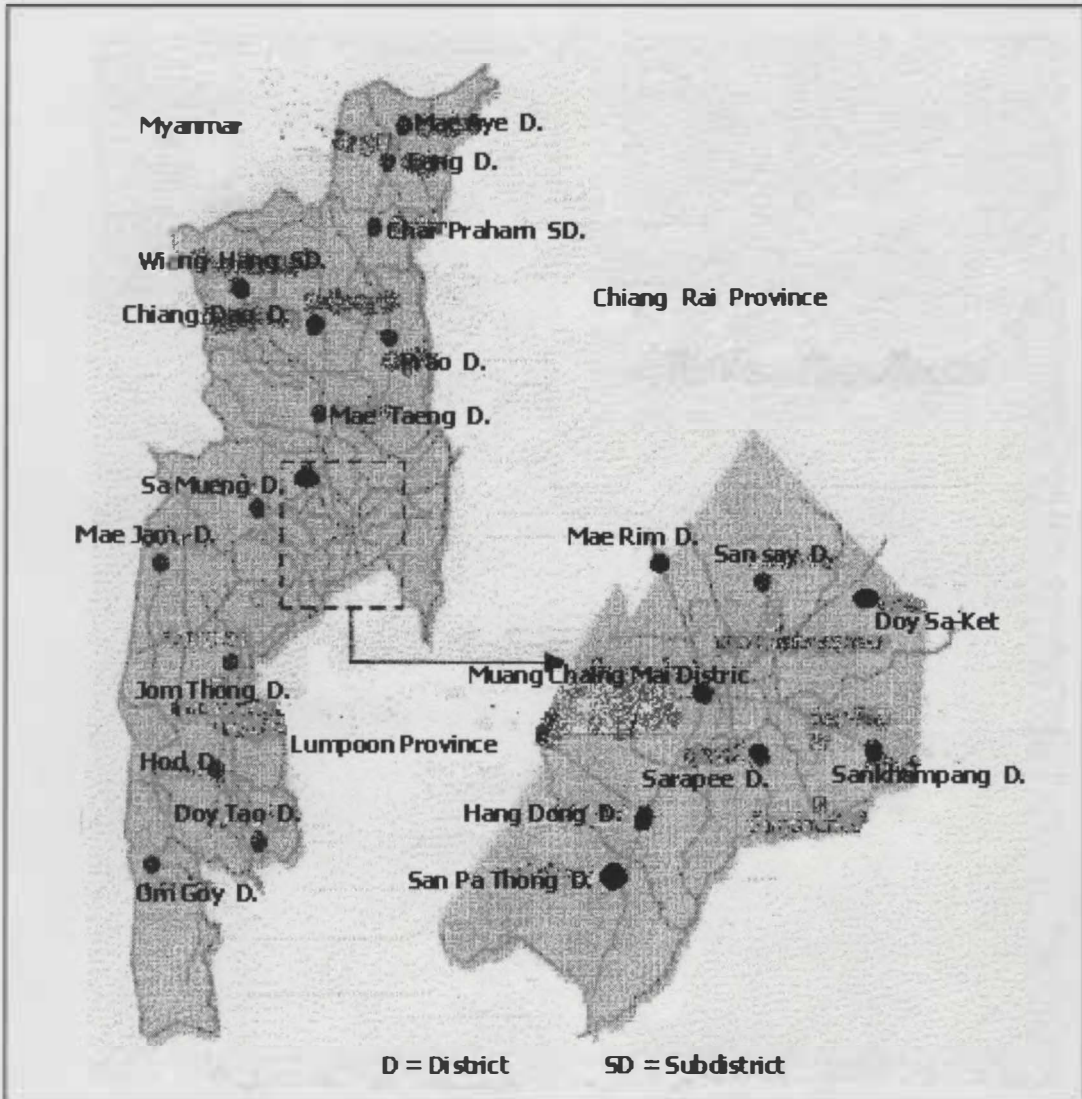 Myanmar
Mae Aye D.
Fang D.
Char Praham SD.
Wiang Hang SD.
Chiang Rai Province
Chiang Dao D.
Prao D.
Mae Taeng D.
Sa Mueng D.
Mae Jam D.
Mae Rim D.
San say D.
Doy Sa-Ket
Muang Chaing Mai Distric
Jom Thong D.
Lumpoon Province
Hod D.
Sarapee D.
Sankhampang D.
Doy Tao D.
Hang Dong D.
Om Goy D.
San Pa Thong D.
D = District
SD = Subdistrict